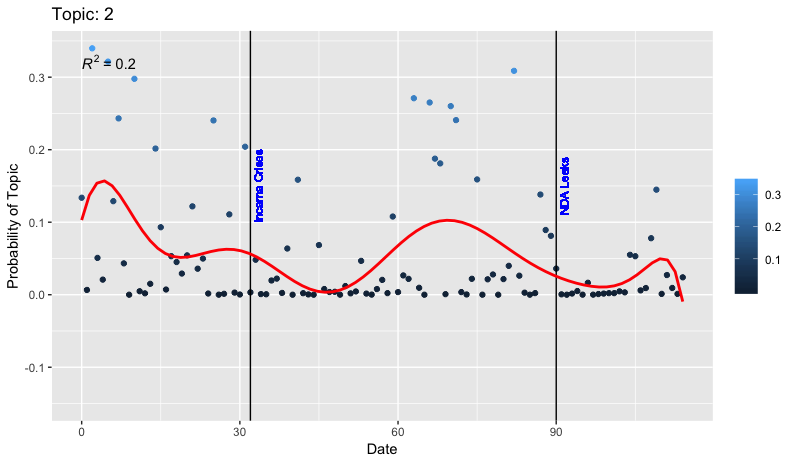 Topic: 2
R² = 0.2
Incarna Crises
NDA Leeks
Probability of Topic
0.3
0.2
0.1
0.0
-0.1
0
30
60
90
Date
0.3
0.2
0.1